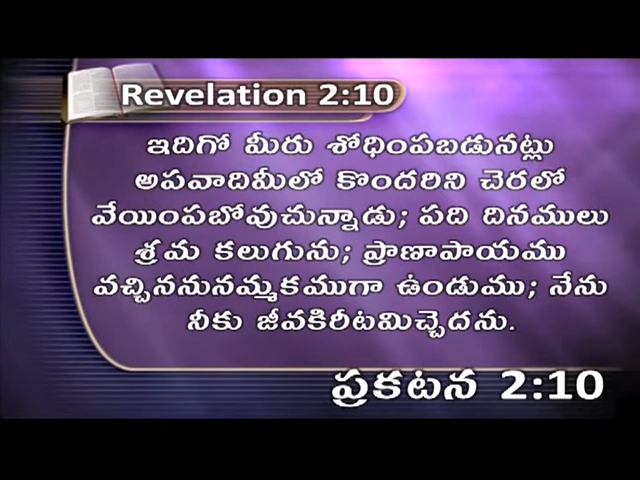 Revelation 2:10
ఇదిగో మీరు శోధింపబడునట్లు
అపవాదిమీలో కొందరిని చెరలో
వేయింపబోవుచున్నాడు; పది దినములు
శ్రమ కలుగును; ప్రాణాపాయము
వచ్చిననునమ్మకముగా ఉండుము; నేను
నీకు జీవకిరీటమిచ్చెదను.
ప్రకటన 2:10